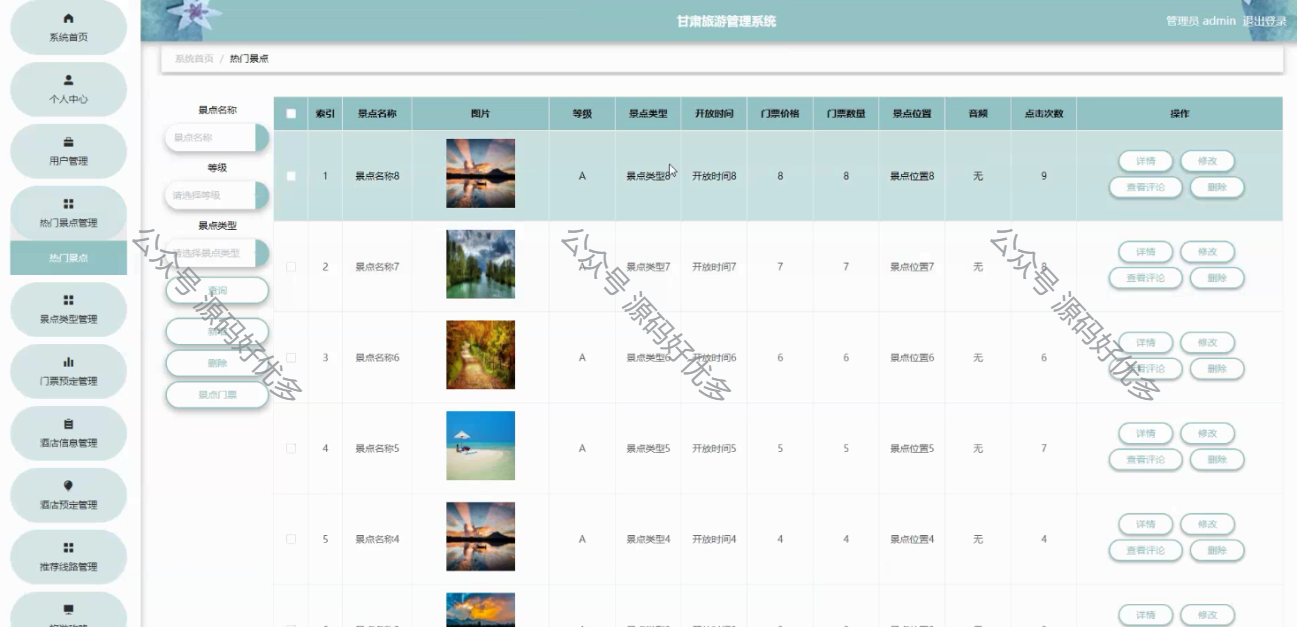 甘肃旅游管理系统
管理员 admin 退出登录
系统首页
个人中心
用户管理
热门景点管理
热门景点
景点类型管理
门票预定管理
酒店信息管理
酒店预定管理
推荐线路管理
系统首页 / 热门景点
景点名称
景点名称
等级
请选择等级
景点类型
请选择景点类型
查询
删除
景点门票
索引 景点名称 图片 等级 景点类型 开放时间 门票价格 门票数量 景点位置 音频 点击次数 操作
1 景点名称8 A 景点类型8 开放时间8 8 8 景点位置8 无 9 详情 修改 查看评论 删除
2 景点名称7 A 景点类型7 开放时间7 7 7 景点位置7 无 8 详情 修改 查看评论 删除
3 景点名称6 A 景点类型6 开放时间6 6 6 景点位置6 无 6 详情 修改 查看评论 删除
4 景点名称5 A 景点类型5 开放时间5 5 5 景点位置5 无 7 详情 修改 查看评论 删除
5 景点名称4 A 景点类型4 开放时间4 4 4 景点位置4 无 4 详情 修改 查看评论 删除
详情 修改
公众号 源码好优多
公众号 源码好优多
公众号 源码好优多